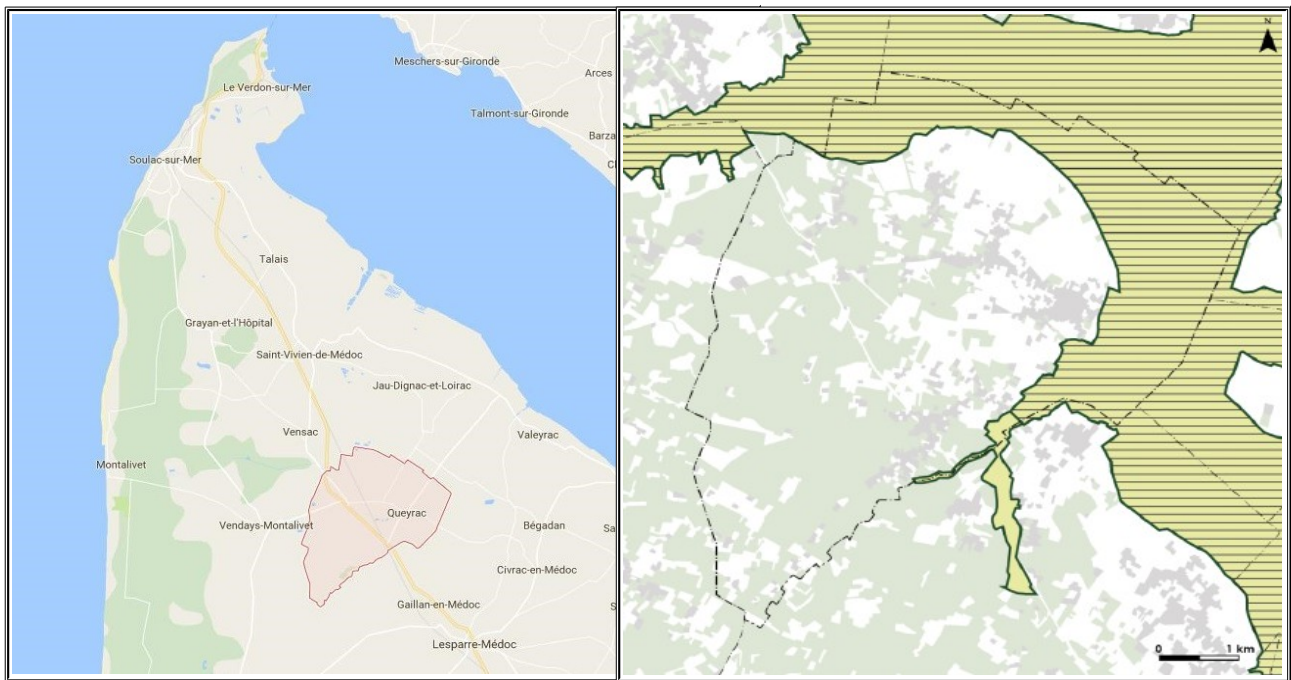 Meschers-sur-Gironde
Arces
Le Verdon-sur-Mer
Talmont-sur-Gironde
Barza
Soulac-sur-Mer
Talais
Grayan-et-l'Hôpital
Saint-Vivien-de-Médoc
Jau-Dignac-et-Loirac
Vensac
Valeyrac
Montalivet
Queyrac
Vendays-Montalivet
Bégadan
Civrac-en-Médoc
Gaillan-en-Médoc
Lesparre-Médoc
N
0 1 km